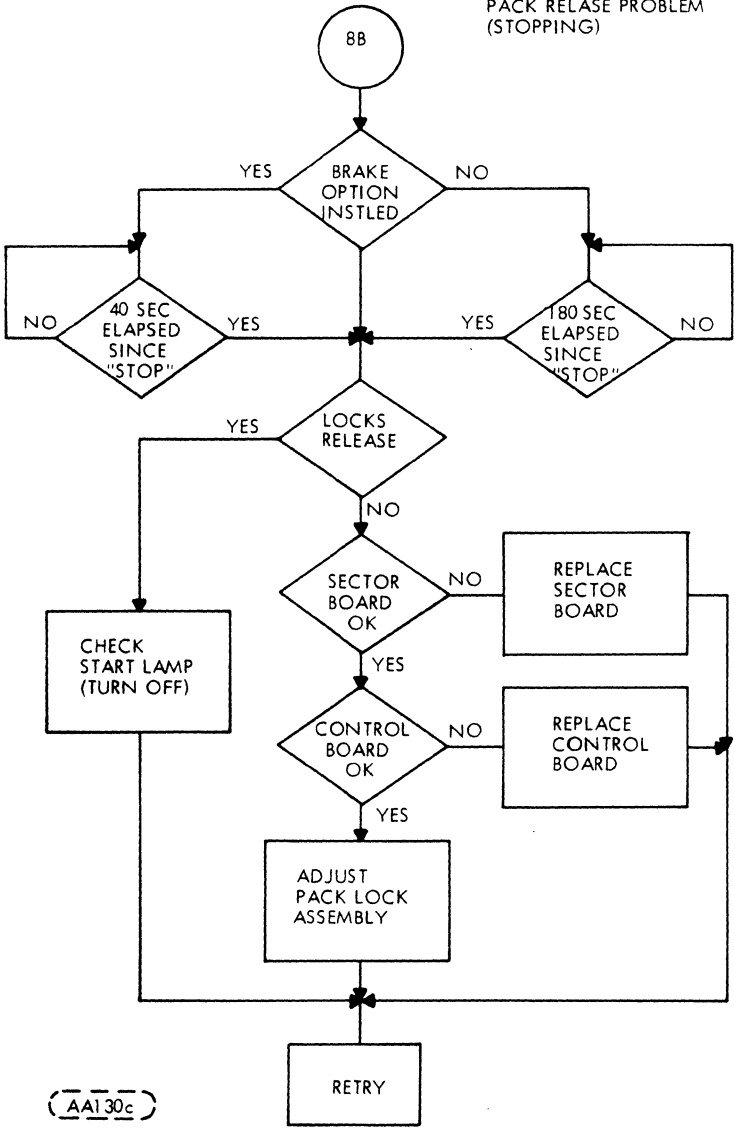 PACK RELASE PROBLEM
(STOPPING)
8B
YES
BRAKE
OPTION
INSTLED
NO
NO
40 SEC
ELAPSED
SINCE
"STOP"
YES
YES
180 SEC
ELAPSED
SINCE
"STOP"
NO
YES
LOCKS
RELEASE
NO
SECTOR
BOARD
OK
NO
REPLACE
SECTOR
BOARD
CHECK
START LAMP
(TURN OFF)
YES
CONTROL
BOARD
OK
NO
REPLACE
CONTROL
BOARD
YES
ADJUST
PACK LOCK
ASSEMBLY
RETRY
AA130c